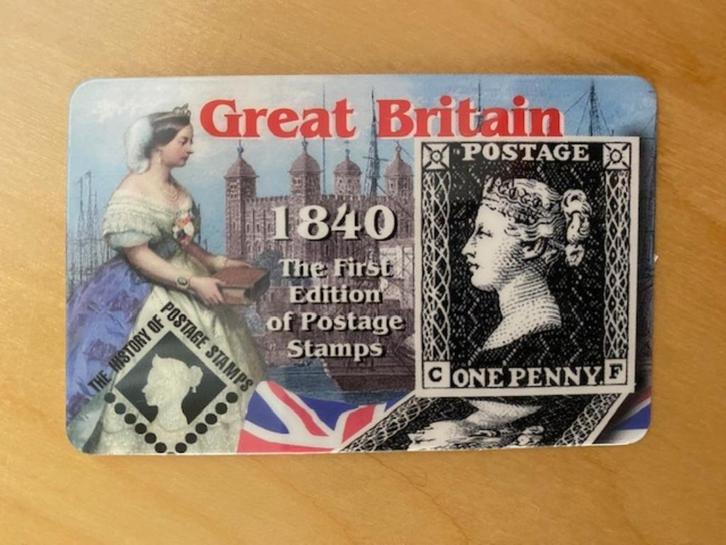 Great Britain
1840
The First
Edition
of Postage
Stamps
POSTAGE
C ONE PENNY. F
THE HISTORY OF
POSTAGE STAMPS